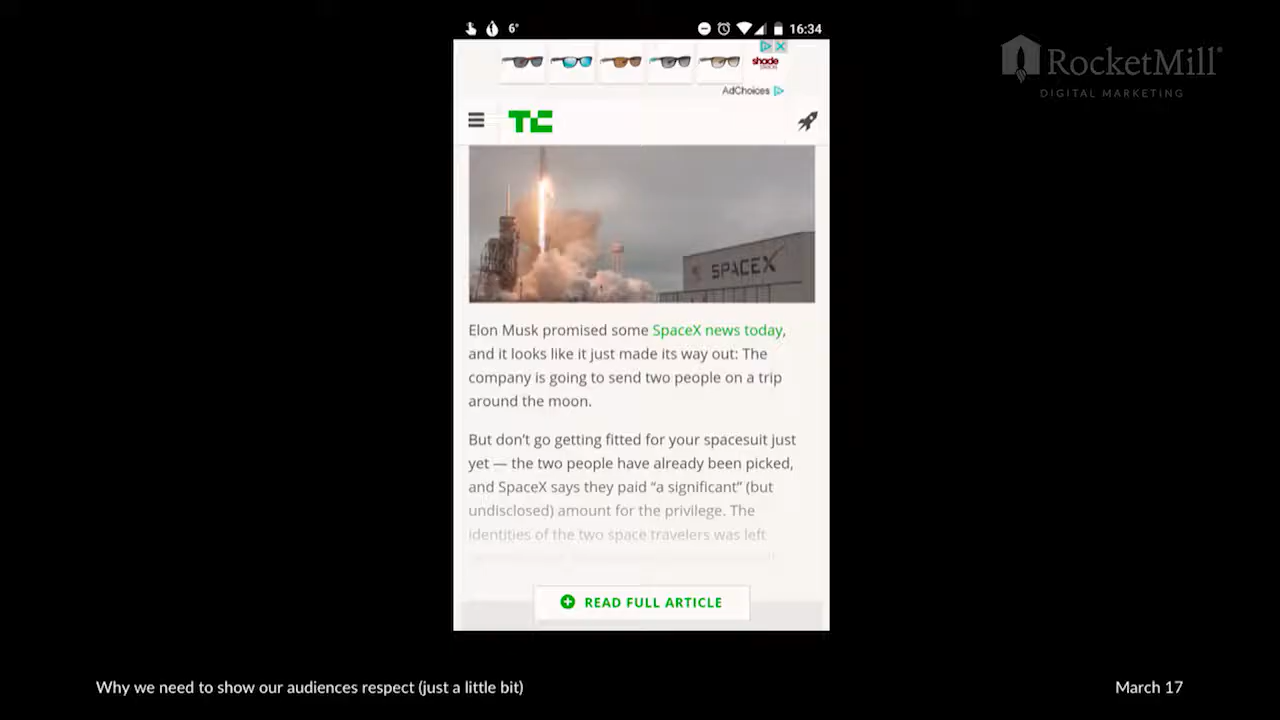 6°
16:34
shade
AdChoices
RocketMill®
DIGITAL MARKETING
TC
SPACEX
Elon Musk promised some SpaceX news today,
and it looks like it just made its way out: The
company is going to send two people on a trip
around the moon.
But don’t go getting fitted for your spacesuit just
yet — the two people have already been picked,
and SpaceX says they paid “a significant” (but
undisclosed) amount for the privilege. The
identities of the two space travelers was left
READ FULL ARTICLE
Why we need to show our audiences respect (just a little bit)
March 17